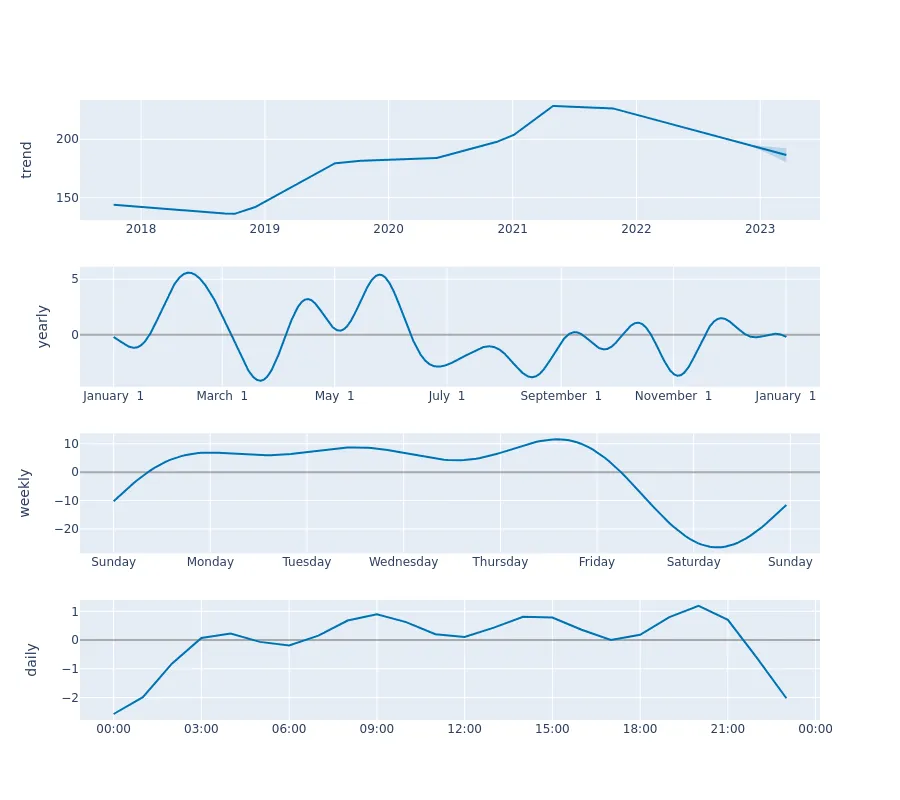 trend
200
150
2018 2019 2020 2021 2022 2023
yearly
5
0
January 1 March 1 May 1 July 1 September 1 November 1 January 1
weekly
10
0
−10
−20
Sunday Monday Tuesday Wednesday Thursday Friday Saturday Sunday
daily
1
0
−1
−2
00:00 03:00 06:00 09:00 12:00 15:00 18:00 21:00 00:00